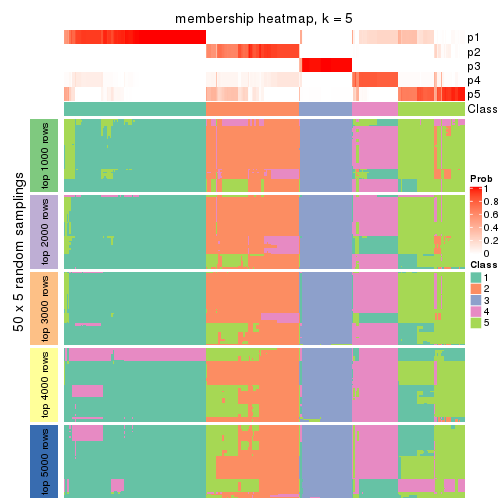 membership heatmap, k = 5
p1
p2
p3
p4
p5
Class
50 x 5 random samplings
top 1000 rows
top 2000 rows
top 3000 rows
top 4000 rows
top 5000 rows
Prob
1
0.8
0.6
0.4
0.2
0
Class
1
2
3
4
5